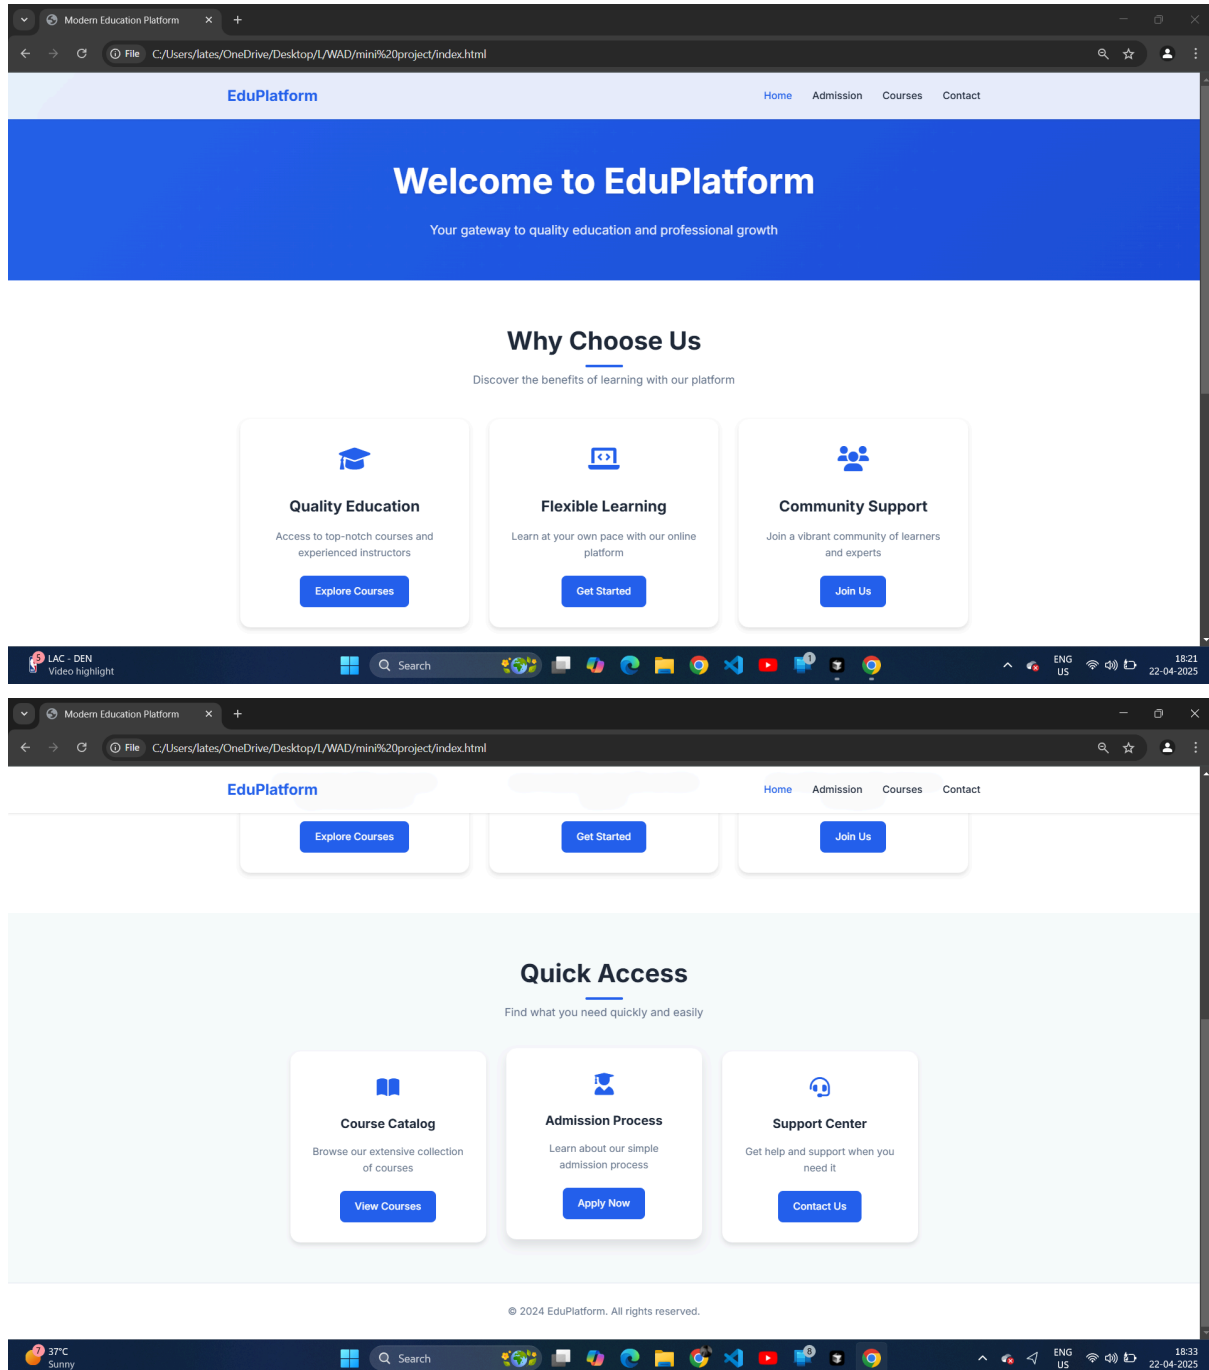 Modern Education Platform
File C:/Users/lates/OneDrive/Desktop/L/WAD/mini%20project/index.html
EduPlatform Home Admission Courses Contact
Welcome to EduPlatform
Your gateway to quality education and professional growth
Why Choose Us
Discover the benefits of learning with our platform
Quality Education
Access to top-notch courses and
experienced instructors
Explore Courses
Flexible Learning
Learn at your own pace with our online
platform
Get Started
Community Support
Join a vibrant community of learners
and experts
Join Us
5
LAC - DEN
Video highlight
Search
1
ENG
US
18:21
22-04-2025
Modern Education Platform
File C:/Users/lates/OneDrive/Desktop/L/WAD/mini%20project/index.html
EduPlatform Home Admission Courses Contact
Explore Courses
Get Started
Join Us
Quick Access
Find what you need quickly and easily
Course Catalog
Browse our extensive collection
of courses
View Courses
Admission Process
Learn about our simple
admission process
Apply Now
Support Center
Get help and support when you
need it
Contact Us
© 2024 EduPlatform. All rights reserved.
7
37°C
Sunny
Search
8
ENG
US
18:33
22-04-2025